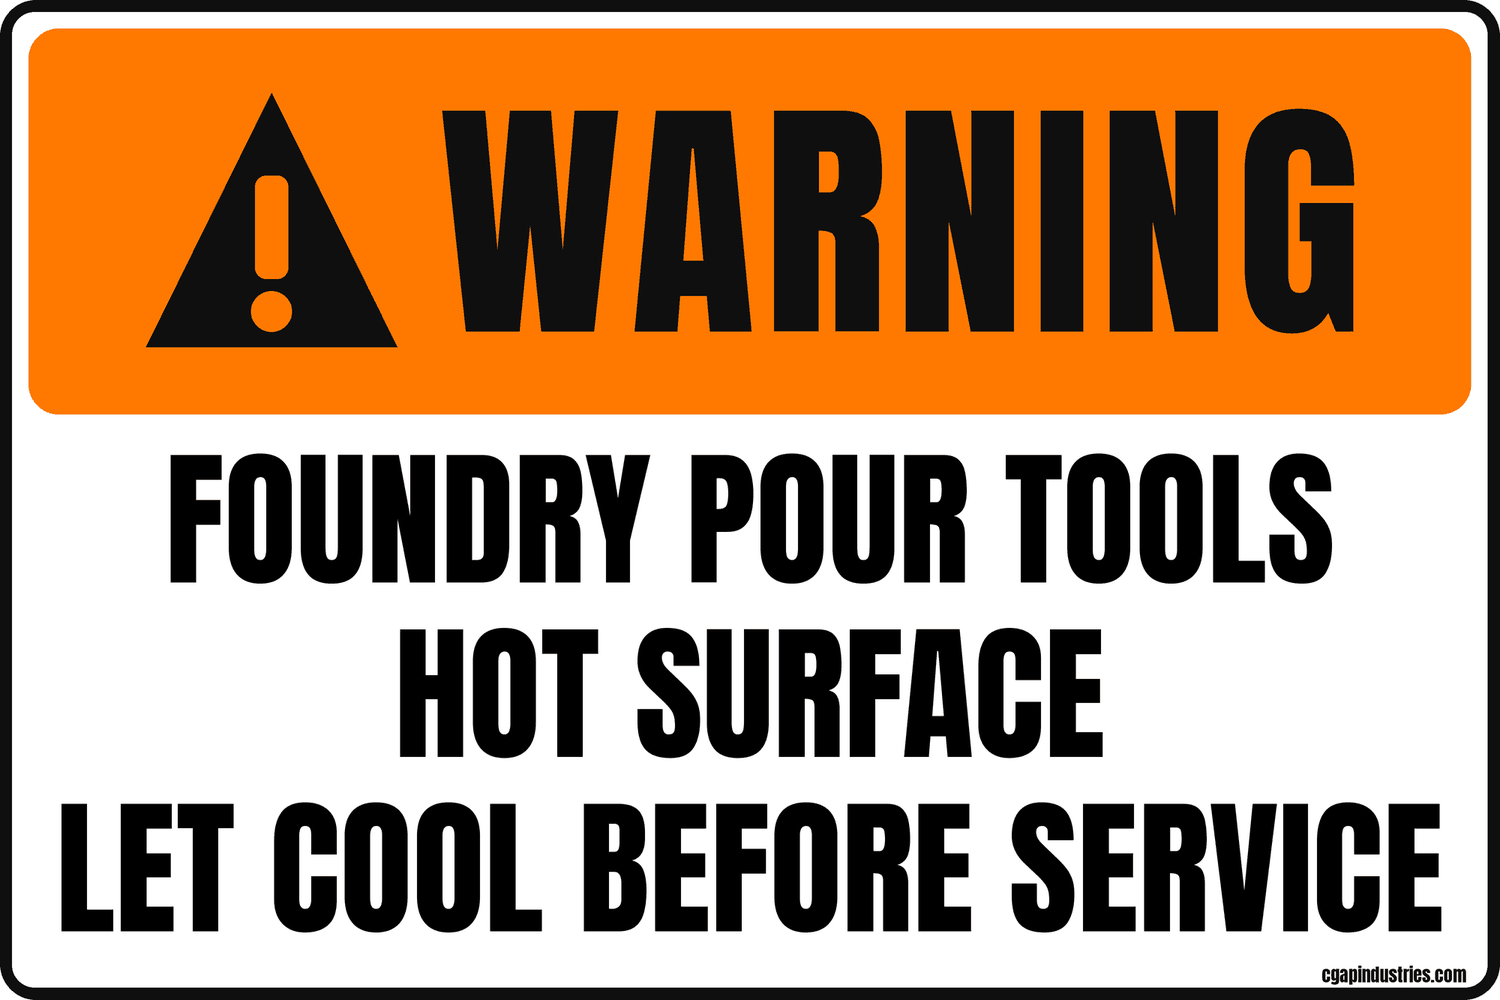 WARNING
FOUNDRY POUR TOOLS
HOT SURFACE
LET COOL BEFORE SERVICE
cgapindustries.com